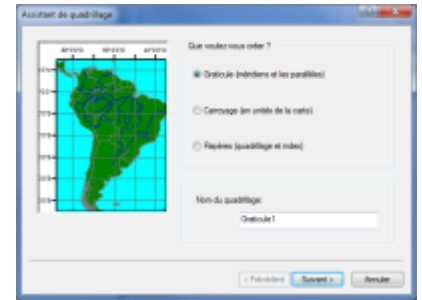 Assistant de quadrillage
Que voulez vous créer ?
Graticule (méridiens et les parallèles)
Carroyage (en unités de la carte)
Repères (quadrillage et index)
Nom du quadrillage:
Graticule1
< Précédent
Suivant >
Annuler